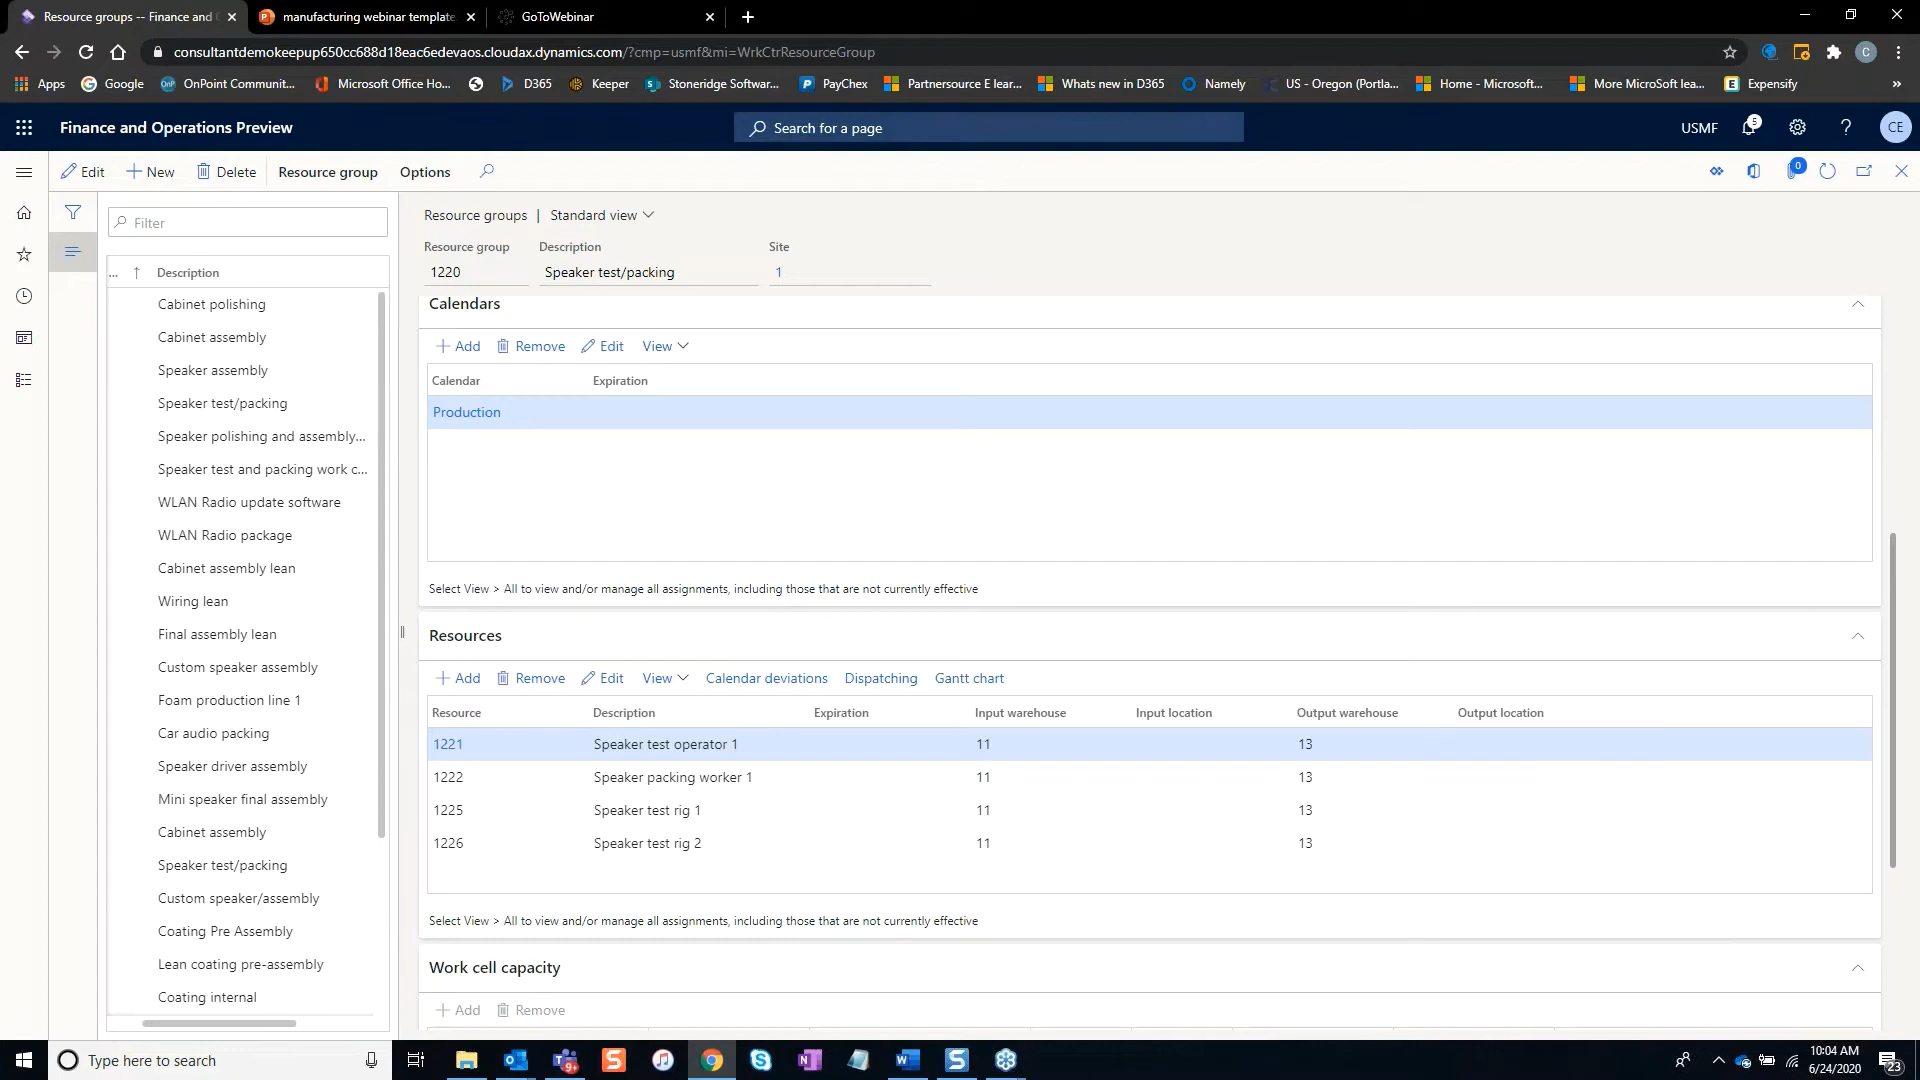 Resource groups -- Finance and
manufacturing webinar template
GoToWebinar
consultantdemokeepup650cc688d18eac6edevaos.cloudax.dynamics.com/?cmp=usmf&mi=WrkCtrResourceGroup
C
Apps
Google
OnPoint Communit...
Microsoft Office Ho...
D365
Keeper
Stoneridge Softwar...
PayChex
Partnersource E lear...
Whats new in D365
Namely
US - Oregon (Portla...
Home - Microsoft...
More MicroSoft lea...
Expensify
»
Finance and Operations Preview
Search for a page
USMF
5
?
CE
Edit
New
Delete
Resource group
Options
0
Filter
... ↑ Description
Cabinet polishing
Cabinet assembly
Speaker assembly
Speaker test/packing
Speaker polishing and assembly...
Speaker test and packing work c...
WLAN Radio update software
WLAN Radio package
Cabinet assembly lean
Wiring lean
Final assembly lean
Custom speaker assembly
Foam production line 1
Car audio packing
Speaker driver assembly
Mini speaker final assembly
Cabinet assembly
Speaker test/packing
Custom speaker/assembly
Coating Pre Assembly
Lean coating pre-assembly
Coating internal
Resource groups | Standard view
Resource group Description Site
1220 Speaker test/packing 1
Calendars
Add Remove Edit View
Calendar Expiration
Production
Select View > All to view and/or manage all assignments, including those that are not currently effective
Resources
Add Remove Edit View Calendar deviations Dispatching Gantt chart
Resource Description Expiration Input warehouse Input location Output warehouse Output location
1221 Speaker test operator 1 11 13
1222 Speaker packing worker 1 11 13
1225 Speaker test rig 1 11 13
1226 Speaker test rig 2 11 13
Select View > All to view and/or manage all assignments, including those that are not currently effective
Work cell capacity
Add Remove
Type here to search
9+
10:04 AM
6/24/2020
23